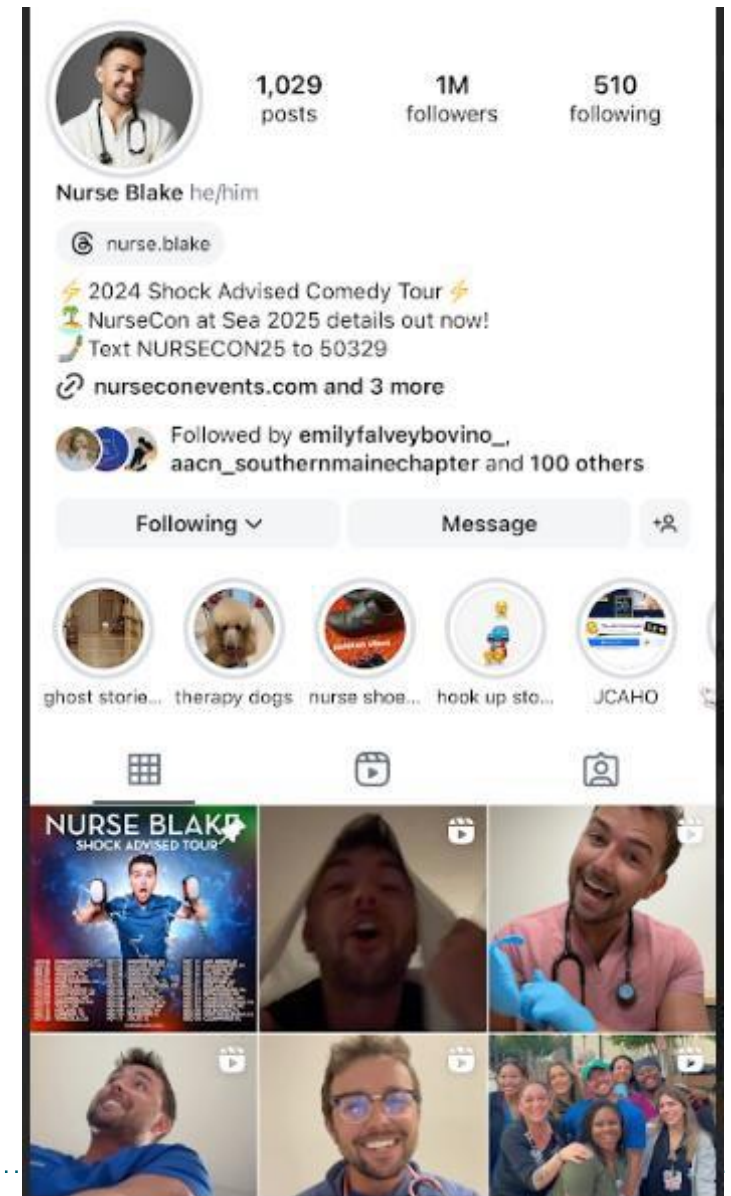 1,029
posts
1M
followers
510
following
Nurse Blake he/him
nurse.blake
⚡ 2024 Shock Advised Comedy Tour ⚡
🏝️ NurseCon at Sea 2025 details out now!
🤳 Text NURSECON25 to 50329
nurseconevents.com and 3 more
Followed by emilyfalveybovino_,
aacn_southernmainechapter and 100 others
Following
Message
ghost storie...
therapy dogs
nurse shoe...
hook up sto...
JCAHO
NURSE BLAKE
SHOCK ADVISED TOUR